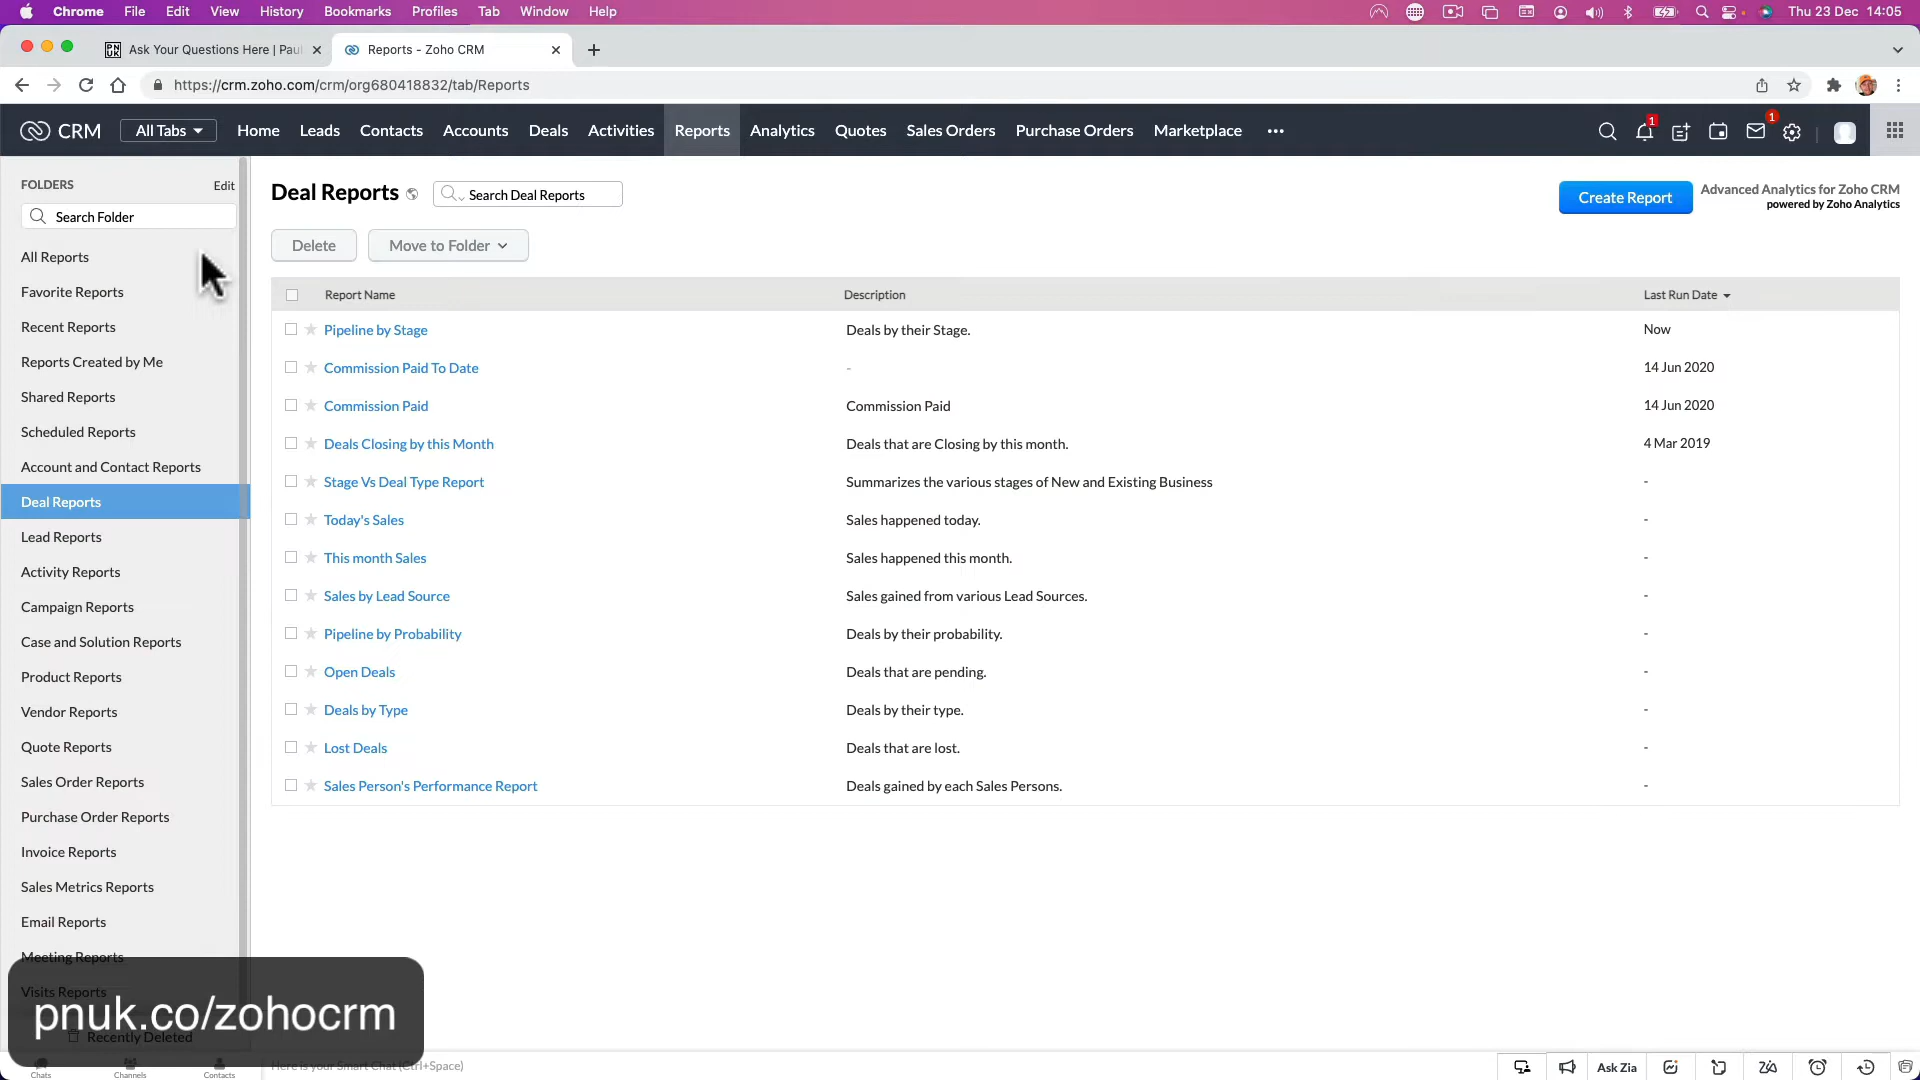 Chrome File Edit View History Bookmarks Profiles Tab Window Help Thu 23 Dec 14:05
Ask Your Questions Here | Pau
Reports - Zoho CRM
https://crm.zoho.com/crm/org680418832/tab/Reports
CRM All Tabs Home Leads Contacts Accounts Deals Activities Reports Analytics Quotes Sales Orders Purchase Orders Marketplace ••• 1 1
FOLDERS Edit
Search Folder
All Reports
Favorite Reports
Recent Reports
Reports Created by Me
Shared Reports
Scheduled Reports
Account and Contact Reports
Deal Reports
Lead Reports
Activity Reports
Campaign Reports
Case and Solution Reports
Product Reports
Vendor Reports
Quote Reports
Sales Order Reports
Purchase Order Reports
Invoice Reports
Sales Metrics Reports
Email Reports
Meeting Reports
Visits Reports
Recently Deleted
pnuk.co/zohocrm
Deal Reports Search Deal Reports
Create Report
Advanced Analytics for Zoho CRM
powered by Zoho Analytics
Delete Move to Folder
Report Name Description Last Run Date
Pipeline by Stage Deals by their Stage. Now
Commission Paid To Date - 14 Jun 2020
Commission Paid Commission Paid 14 Jun 2020
Deals Closing by this Month Deals that are Closing by this month. 4 Mar 2019
Stage Vs Deal Type Report Summarizes the various stages of New and Existing Business -
Today's Sales Sales happened today. -
This month Sales Sales happened this month. -
Sales by Lead Source Sales gained from various Lead Sources. -
Pipeline by Probability Deals by their probability. -
Open Deals Deals that are pending. -
Deals by Type Deals by their type. -
Lost Deals Deals that are lost. -
Sales Person's Performance Report Deals gained by each Sales Persons. -
Chats Channels Contacts
Here is your Smart Chat (Ctrl+Space)
Ask Zia